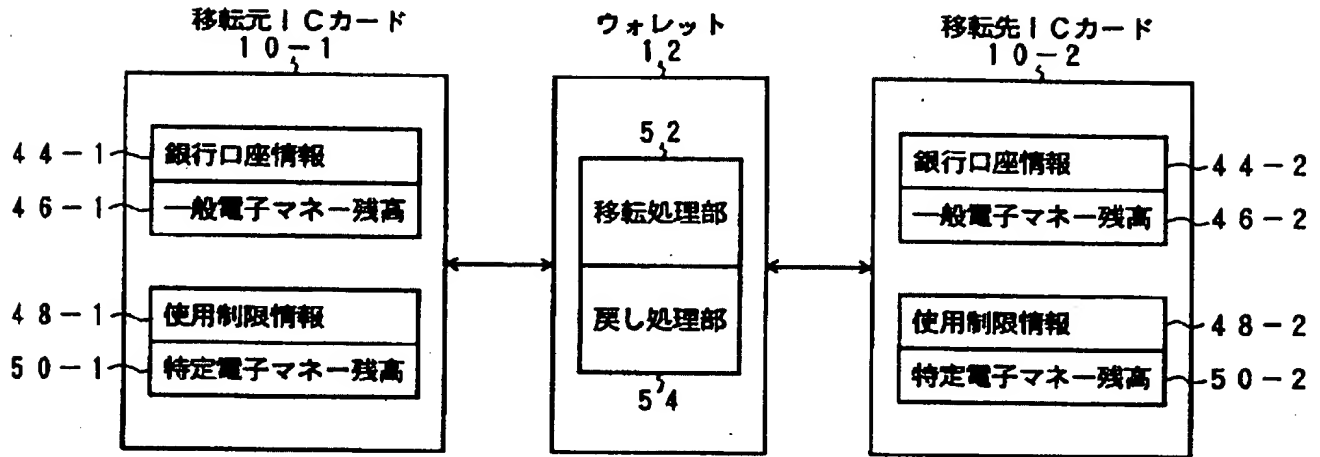 移転元ICカード
10-1
44-1
銀行口座情報
46-1
一般電子マネー残高
48-1
使用制限情報
50-1
特定電子マネー残高
ウォレット
12
52
移転処理部
戻し処理部
54
移転先ICカード
10-2
銀行口座情報
44-2
一般電子マネー残高
46-2
使用制限情報
48-2
特定電子マネー残高
50-2